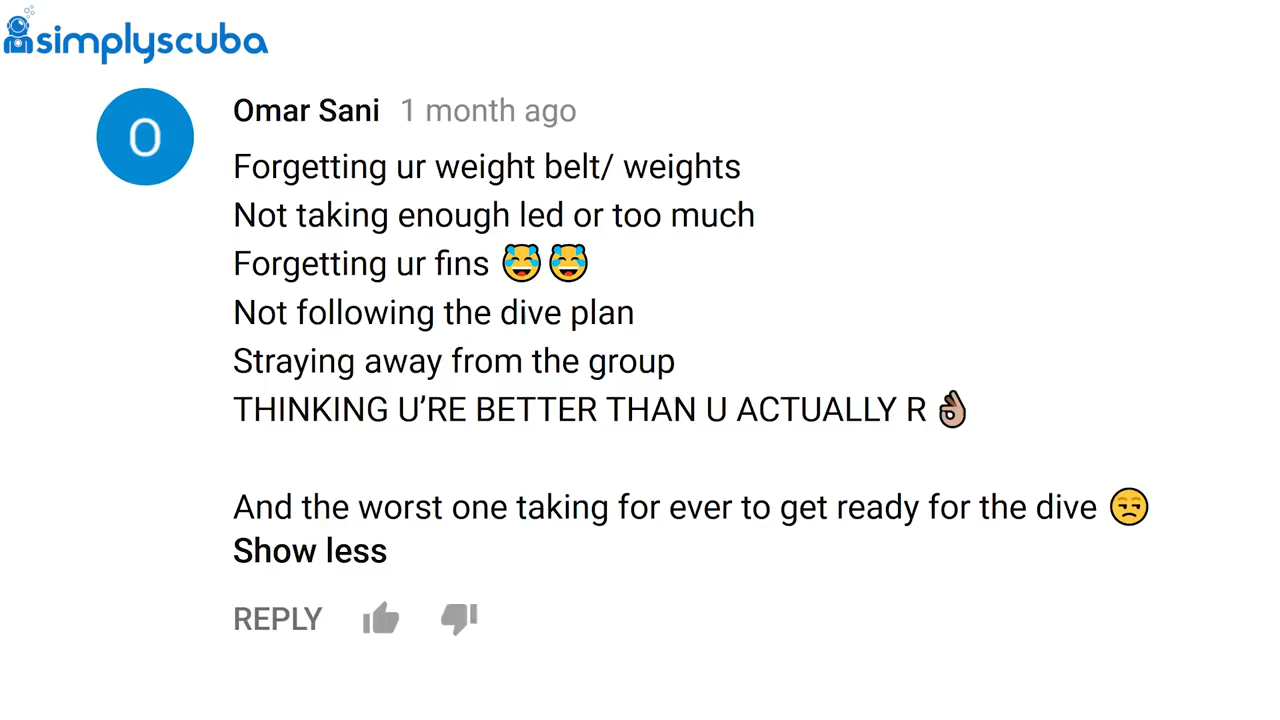 simplyscuba
O
Omar Sani 1 month ago
Forgetting ur weight belt/ weights
Not taking enough led or too much
Forgetting ur fins 😹😹
Not following the dive plan
Straying away from the group
THINKING U’RE BETTER THAN U ACTUALLY R 👌🏽
And the worst one taking for ever to get ready for the dive 😒
Show less
REPLY